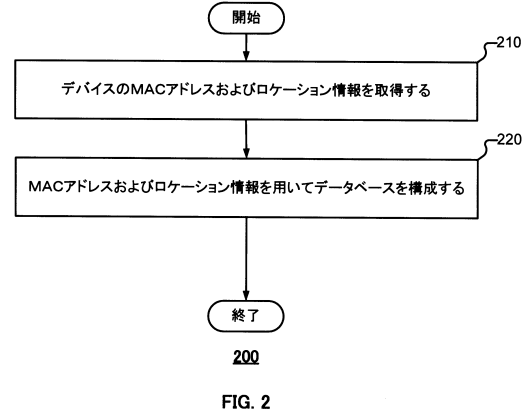 開始
210
デバイスのMACアドレスおよびロケーション情報を取得する
220
MACアドレスおよびロケーション情報を用いてデータベースを構成する
終了
200
FIG. 2